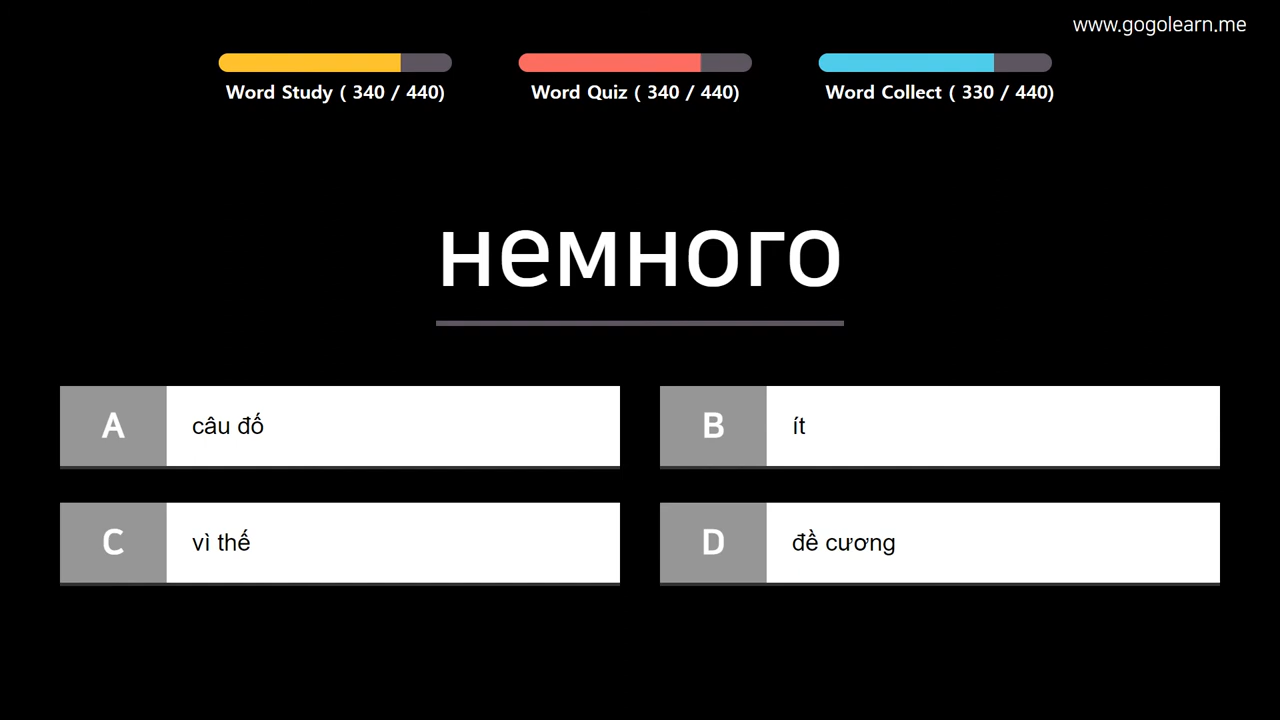 www.gogolearn.me
Word Study ( 340 / 440)
Word Quiz ( 340 / 440)
Word Collect ( 330 / 440)
немного
A câu đố
B ít
C vì thế
D đề cương